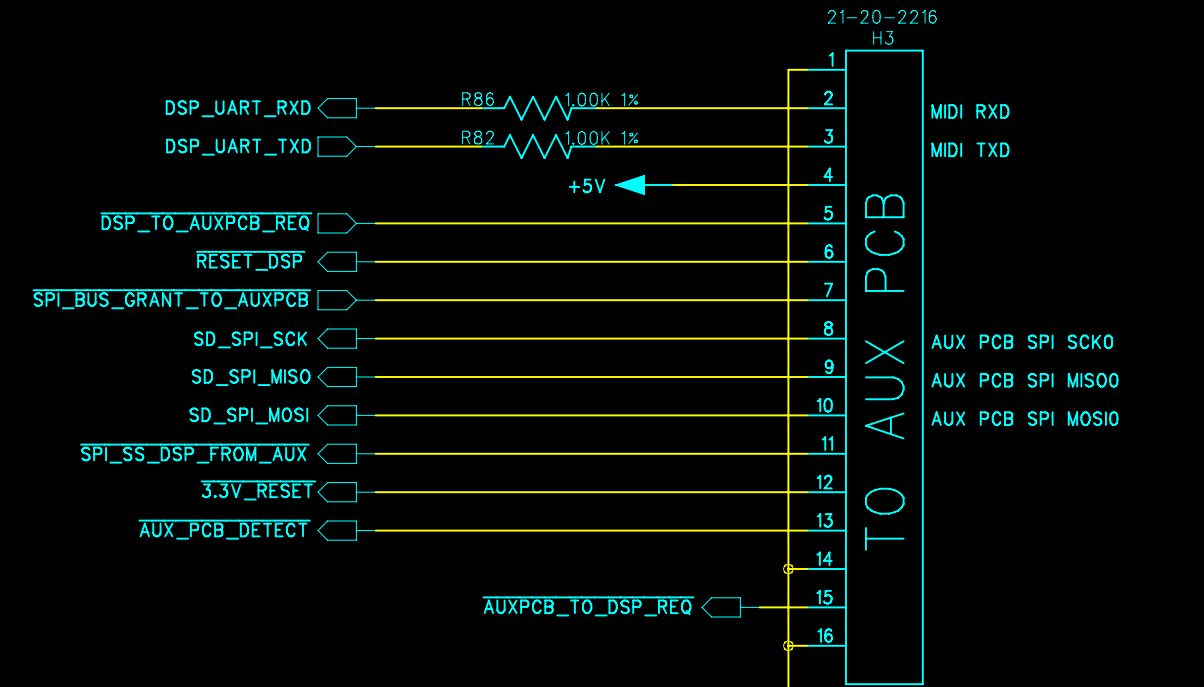 21-20-2216
H3
1
DSP_UART_RXD R86 1.00K 1% 2 MIDI RXD
DSP_UART_TXD R82 1.00K 1% 3 MIDI TXD
+5V 4
DSP_TO_AUXPCB_REQ 5
RESET_DSP 6
SPI_BUS_GRANT_TO_AUXPCB 7
SD_SPI_SCK 8 AUX PCB SPI SCK0
SD_SPI_MISO 9 AUX PCB SPI MISO0
SD_SPI_MOSI 10 AUX PCB SPI MOSI0
SPI_SS_DSP_FROM_AUX 11
3.3V_RESET 12
AUX_PCB_DETECT 13
14
AUXPCB_TO_DSP_REQ 15
16
TO AUX PCB